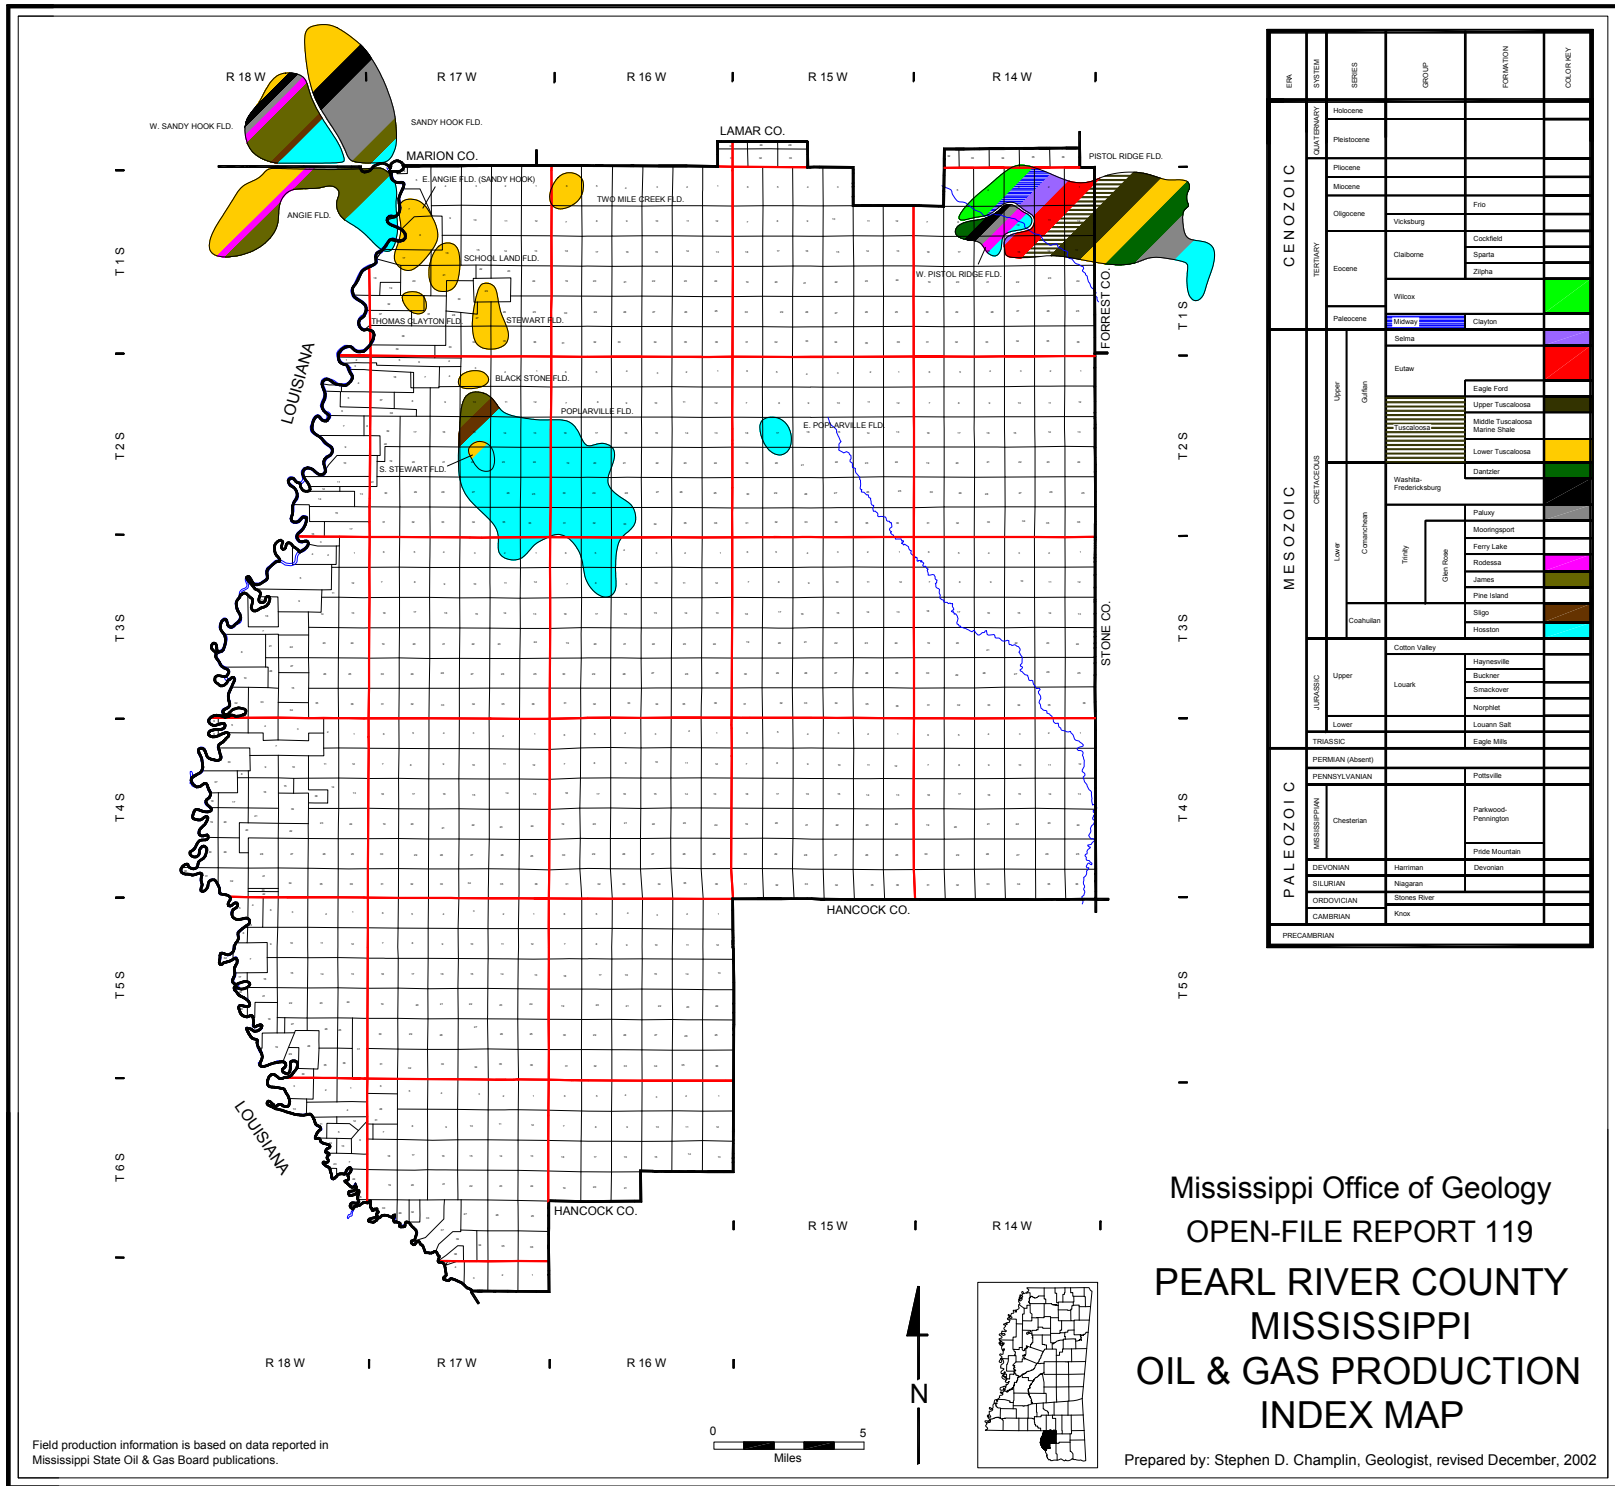 R 18 W
R 17 W
R 16 W
R 15 W
R 14 W
W. SANDY HOOK FLD.
SANDY HOOK FLD.
LAMAR CO.
MARION CO.
PISTOL RIDGE FLD.
E. ANGIE FLD. (SANDY HOOK)
TWO MILE CREEK FLD.
ANGIE FLD.
SCHOOL LAND FLD.
W. PISTOL RIDGE FLD.
THOMAS CLAYTON FLD.
STEWART FLD.
T 1 S
T 1 S
FORREST CO.
LOUISIANA
BLACK STONE FLD.
POPLARVILLE FLD.
E. POPLARVILLE FLD.
S. STEWART FLD.
T 2 S
T 2 S
T 3 S
T 3 S
STONE CO.
T 4 S
T 4 S
HANCOCK CO.
T 5 S
T 5 S
LOUISIANA
T 6 S
HANCOCK CO.
R 15 W
R 14 W
R 18 W
R 17 W
R 16 W
ERA
SYSTEM
SERIES
GROUP
FORMATION
COLOR KEY
CENOZOIC
QUATERNARY
Holocene
Pleistocene
TERTIARY
Pliocene
Miocene
Oligocene
Frio
Vicksburg
Eocene
Claiborne
Cockfield
Sparta
Zilpha
Wilcox
Paleocene
Midway
Clayton
MESOZOIC
CRETACEOUS
Upper
Gulfian
Selma
Eutaw
Eagle Ford
Tuscaloosa
Upper Tuscaloosa
Middle Tuscaloosa
Marine Shale
Lower Tuscaloosa
Lower
Comanchean
Washita-
Fredericksburg
Dantzler
Trinity
Paluxy
Glen Rose
Mooringsport
Ferry Lake
Rodessa
James
Pine Island
Coahuilan
Sligo
Hosston
JURASSIC
Upper
Cotton Valley
Louark
Haynesville
Buckner
Smackover
Norphlet
Lower
Louann Salt
TRIASSIC
Eagle Mills
PALEOZOIC
PERMIAN (Absent)
PENNSYLVANIAN
Pottsville
MISSISSIPPIAN
Chesterian
Parkwood-
Pennington
Pride Mountain
DEVONIAN
Harriman
Devonian
SILURIAN
Niagaran
ORDOVICIAN
Stones River
CAMBRIAN
Knox
PRECAMBRIAN
Mississippi Office of Geology
OPEN-FILE REPORT 119
PEARL RIVER COUNTY
MISSISSIPPI
OIL & GAS PRODUCTION
INDEX MAP
Prepared by: Stephen D. Champlin, Geologist, revised December, 2002
N
0
5
Miles
Field production information is based on data reported in
Mississippi State Oil & Gas Board publications.